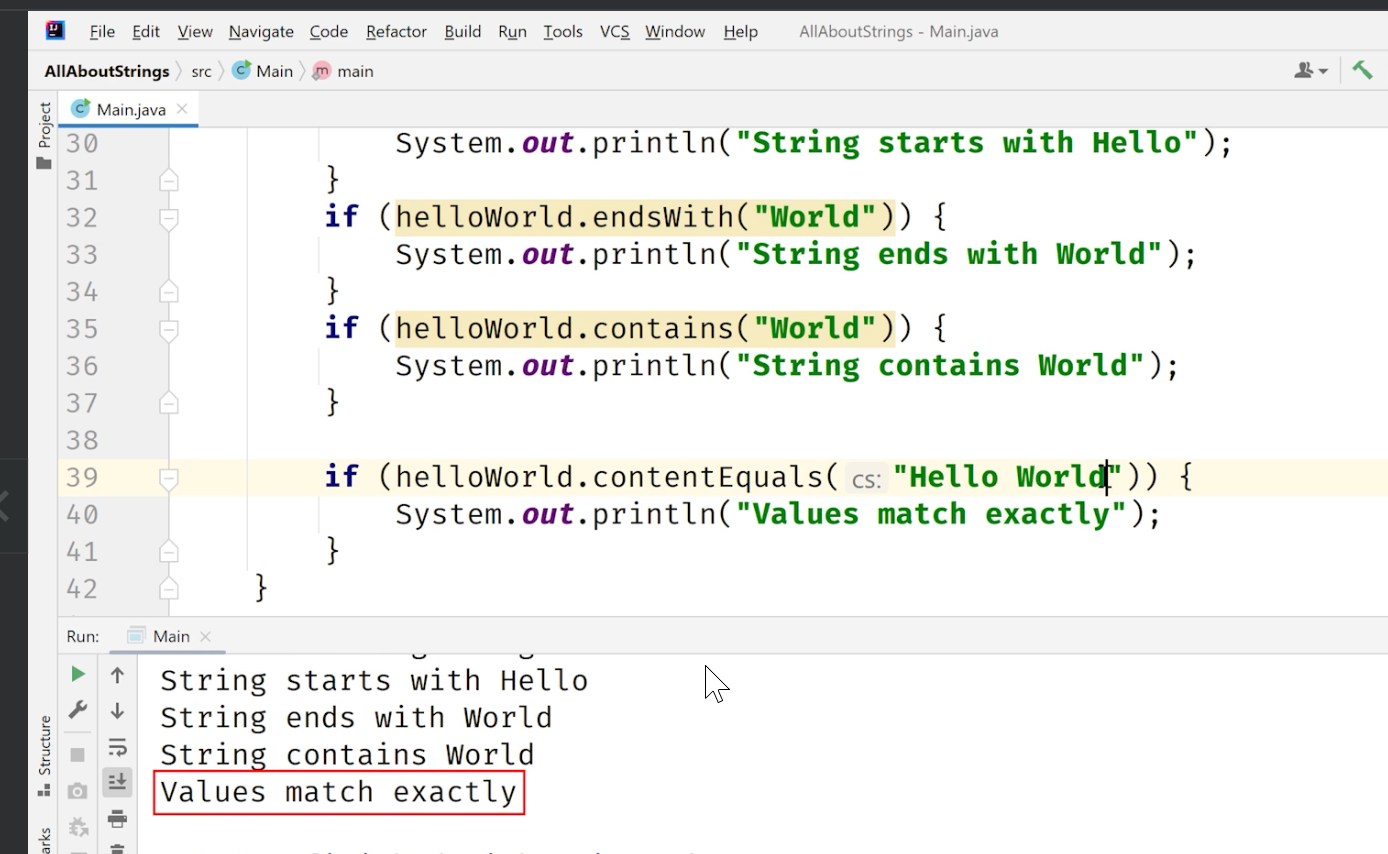 File Edit View Navigate Code Refactor Build Run Tools VCS Window Help AllAboutStrings - Main.java
AllAboutStrings src Main main
Project
Main.java
30 System.out.println("String starts with Hello");
31 }
32 if (helloWorld.endsWith("World")) {
33 System.out.println("String ends with World");
34 }
35 if (helloWorld.contains("World")) {
36 System.out.println("String contains World");
37 }
38
39 if (helloWorld.contentEquals( cs: "Hello World")) {
40 System.out.println("Values match exactly");
41 }
42 }
Run: Main
String starts with Hello
String ends with World
String contains World
Values match exactly
Structure